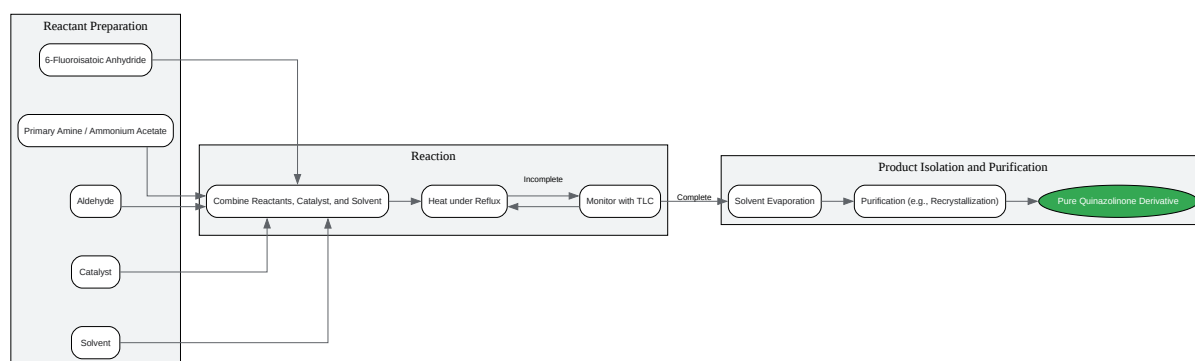 Reactant Preparation
6-Fluoroisatoic Anhydride
Primary Amine / Ammonium Acetate
Aldehyde
Catalyst
Solvent
Reaction
Combine Reactants, Catalyst, and Solvent
Heat under Reflux
Incomplete
Monitor with TLC
Complete
Product Isolation and Purification
Solvent Evaporation
Purification (e.g., Recrystallization)
Pure Quinazolinone Derivative